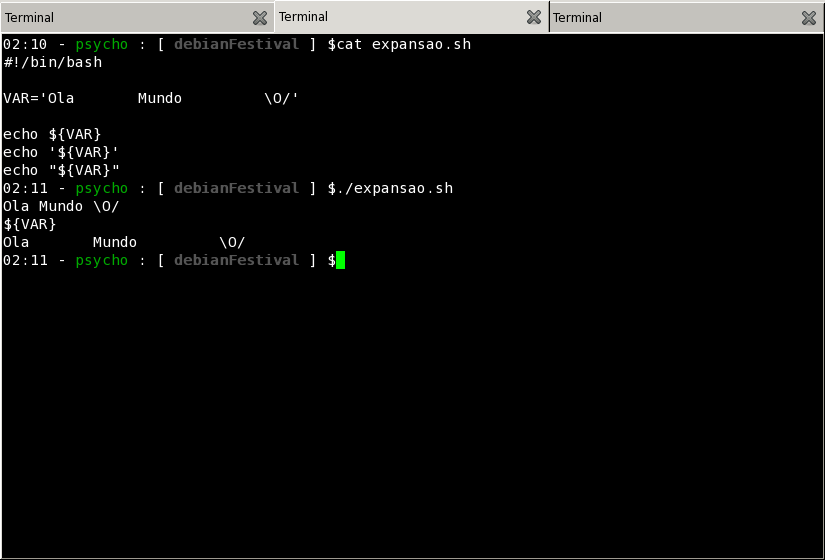 Terminal Terminal Terminal
02:10 - psycho : [ debianFestival ] $cat expansao.sh
#!/bin/bash
VAR='Ola       Mundo         \O/'
echo ${VAR}
echo '${VAR}'
echo "${VAR}"
02:11 - psycho : [ debianFestival ] $./expansao.sh
Ola Mundo \O/
${VAR}
Ola       Mundo         \O/
02:11 - psycho : [ debianFestival ] $